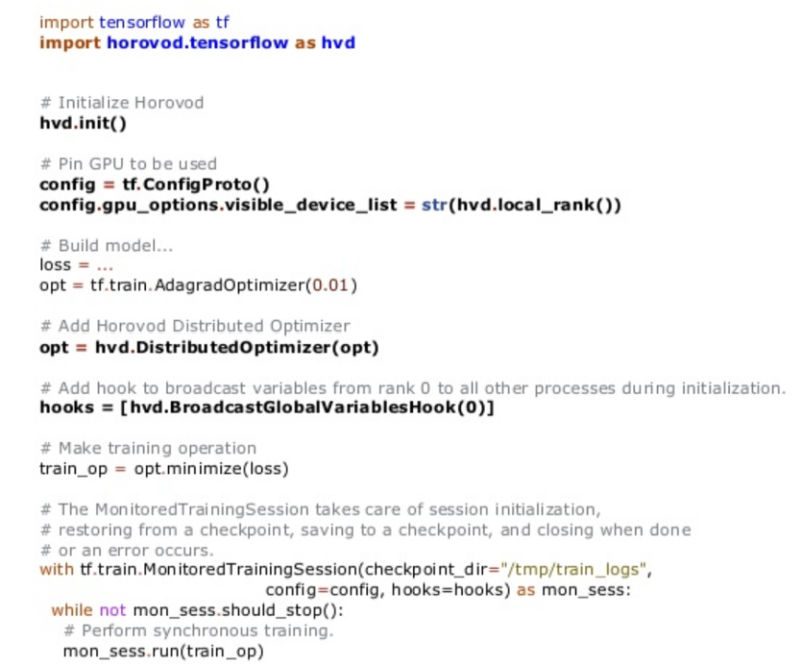 import tensorflow as tf
import horovod.tensorflow as hvd
# Initialize Horovod
hvd.init()
# Pin GPU to be used
config = tf.ConfigProto()
config.gpu_options.visible_device_list = str(hvd.local_rank())
# Build model...
loss = ...
opt = tf.train.AdagradOptimizer(0.01)
# Add Horovod Distributed Optimizer
opt = hvd.DistributedOptimizer(opt)
# Add hook to broadcast variables from rank 0 to all other processes during initialization.
hooks = [hvd.BroadcastGlobalVariablesHook(0)]
# Make training operation
train_op = opt.minimize(loss)
# The MonitoredTrainingSession takes care of session initialization,
# restoring from a checkpoint, saving to a checkpoint, and closing when done
# or an error occurs.
with tf.train.MonitoredTrainingSession(checkpoint_dir="/tmp/train_logs",
config=config, hooks=hooks) as mon_sess:
while not mon_sess.should_stop():
# Perform synchronous training.
mon_sess.run(train_op)